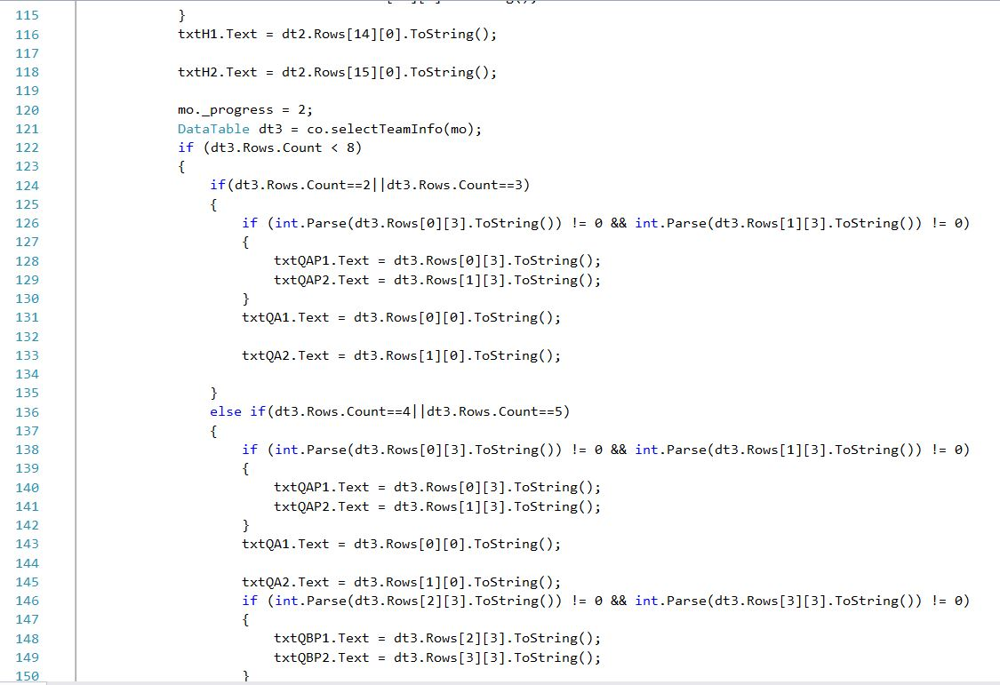 115 }
116 txtH1.Text = dt2.Rows[14][0].ToString();
117
118 txtH2.Text = dt2.Rows[15][0].ToString();
119
120 mo._progress = 2;
121 DataTable dt3 = co.selectTeamInfo(mo);
122 if (dt3.Rows.Count < 8)
123 {
124 if(dt3.Rows.Count==2||dt3.Rows.Count==3)
125 {
126 if (int.Parse(dt3.Rows[0][3].ToString()) != 0 && int.Parse(dt3.Rows[1][3].ToString()) != 0)
127 {
128 txtQAP1.Text = dt3.Rows[0][3].ToString();
129 txtQAP2.Text = dt3.Rows[1][3].ToString();
130 }
131 txtQA1.Text = dt3.Rows[0][0].ToString();
132
133 txtQA2.Text = dt3.Rows[1][0].ToString();
134
135 }
136 else if(dt3.Rows.Count==4||dt3.Rows.Count==5)
137 {
138 if (int.Parse(dt3.Rows[0][3].ToString()) != 0 && int.Parse(dt3.Rows[1][3].ToString()) != 0)
139 {
140 txtQAP1.Text = dt3.Rows[0][3].ToString();
141 txtQAP2.Text = dt3.Rows[1][3].ToString();
142 }
143 txtQA1.Text = dt3.Rows[0][0].ToString();
144
145 txtQA2.Text = dt3.Rows[1][0].ToString();
146 if (int.Parse(dt3.Rows[2][3].ToString()) != 0 && int.Parse(dt3.Rows[3][3].ToString()) != 0)
147 {
148 txtQBP1.Text = dt3.Rows[2][3].ToString();
149 txtQBP2.Text = dt3.Rows[3][3].ToString();
150 }